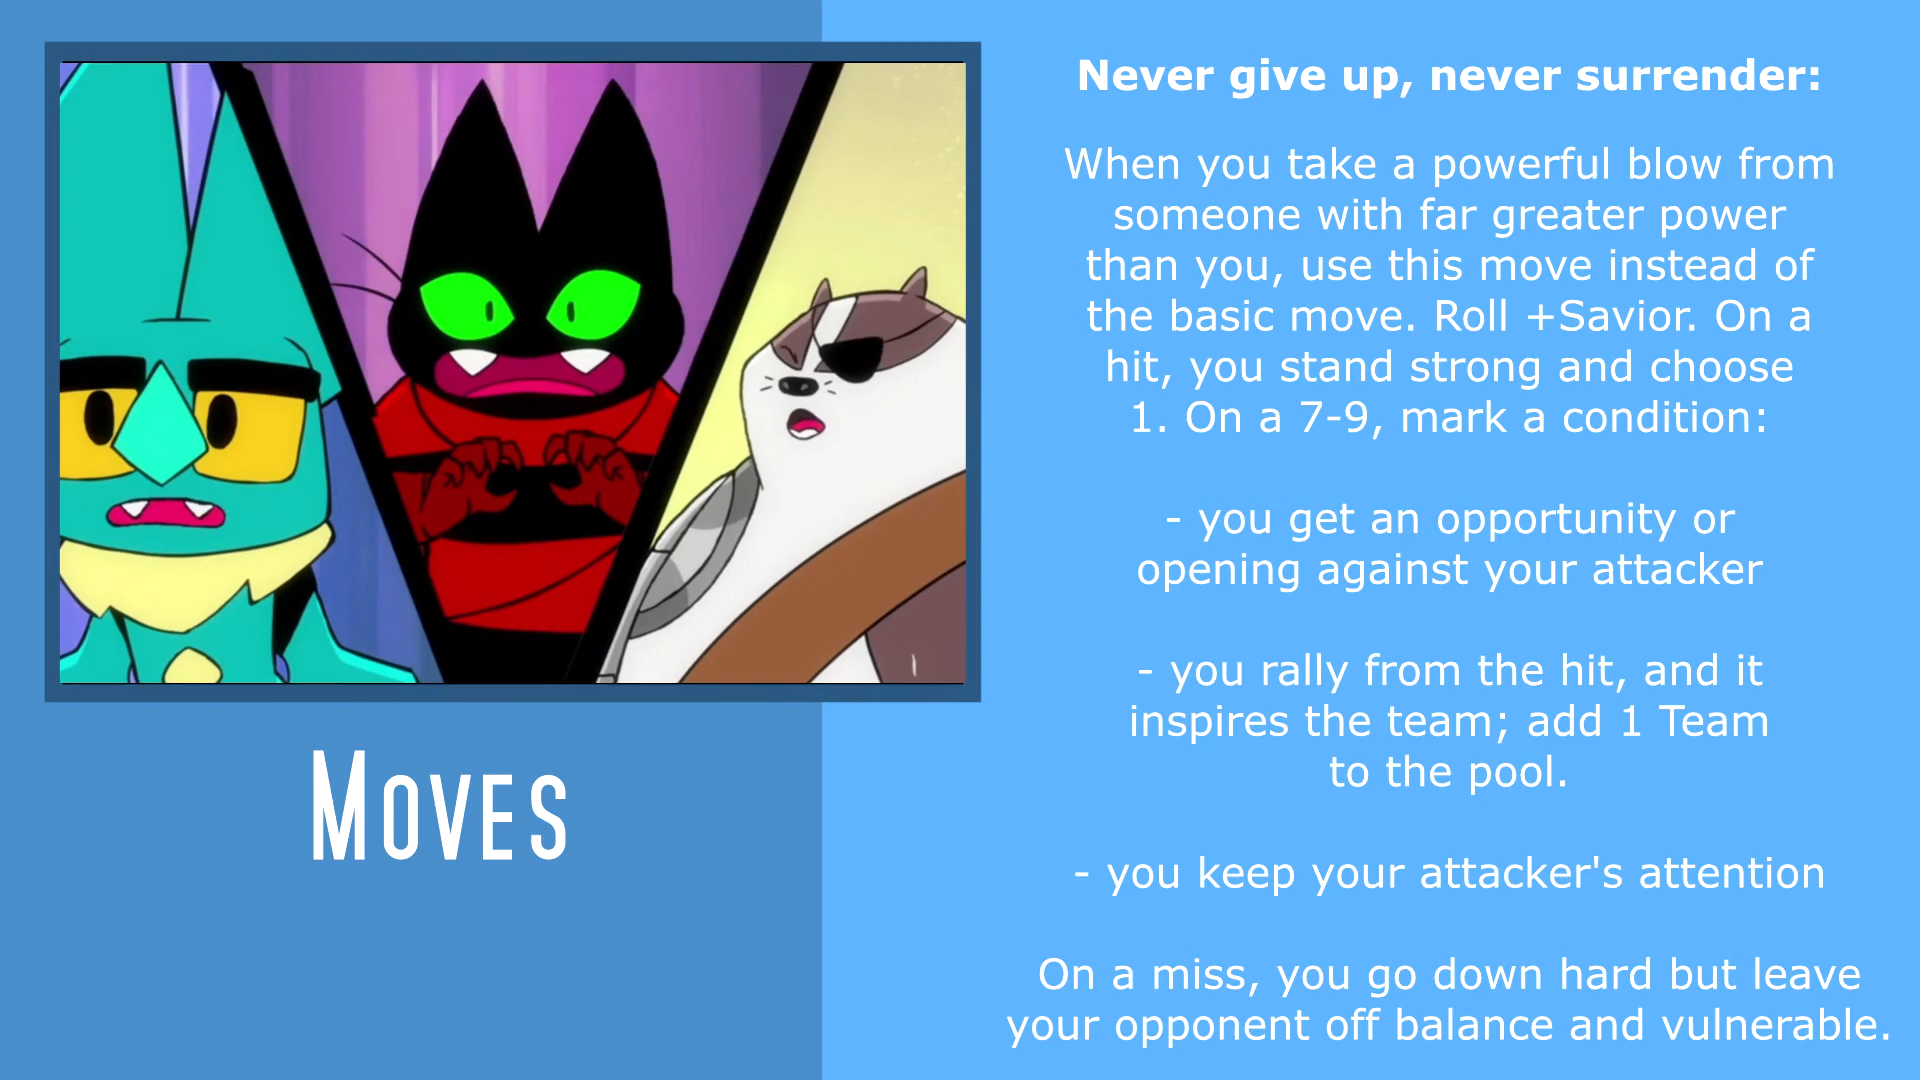 Never give up, never surrender:
When you take a powerful blow from
someone with far greater power
than you, use this move instead of
the basic move. Roll +Savior. On a
hit, you stand strong and choose
1. On a 7-9, mark a condition:
- you get an opportunity or
opening against your attacker
- you rally from the hit, and it
inspires the team; add 1 Team
to the pool.
- you keep your attacker's attention
On a miss, you go down hard but leave
your opponent off balance and vulnerable.
Moves